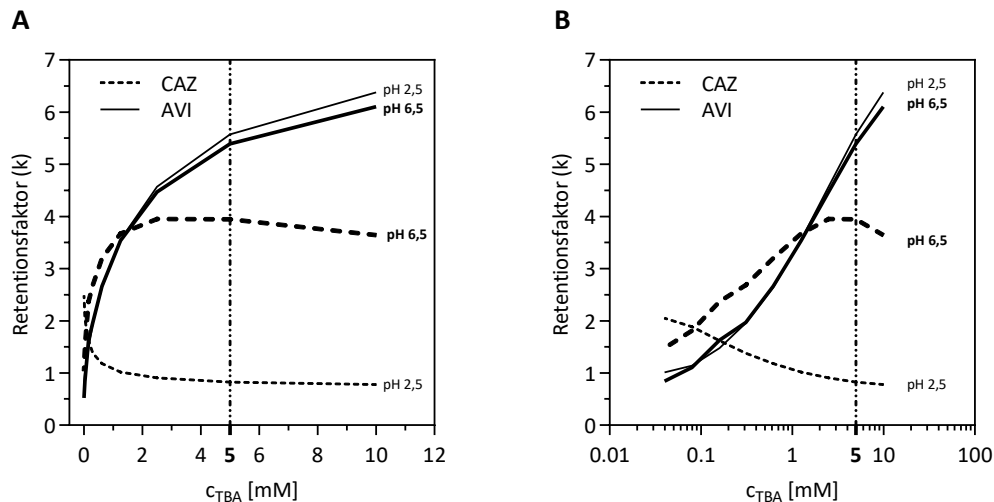 A
7
6
5
4
3
2
1
0
Retentionsfaktor (k)
CAZ
AVI
pH 2,5
pH 6,5
pH 6,5
pH 2,5
0 2 4 5 6 8 10 12
cTBA [mM]
B
7
6
5
4
3
2
1
0
Retentionsfaktor (k)
CAZ
AVI
pH 2,5
pH 6,5
pH 6,5
pH 2,5
0.01 0.1 1 5 10 100
cTBA [mM]